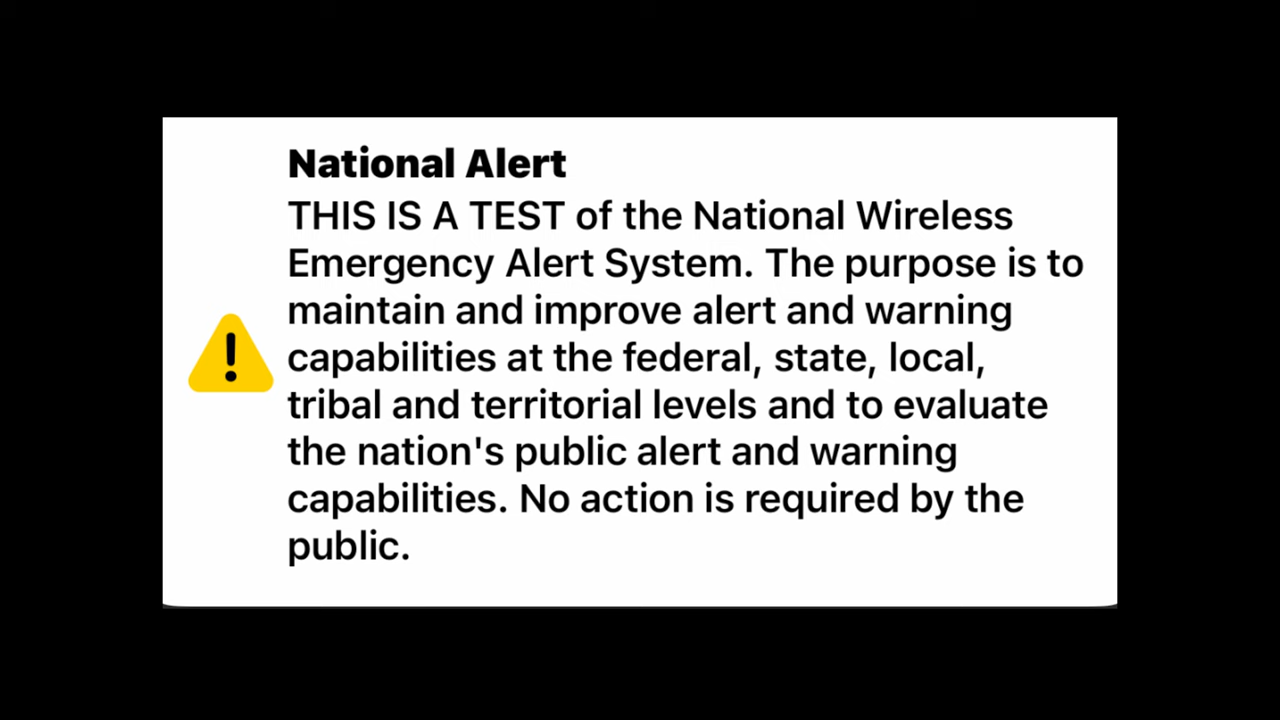 National Alert
THIS IS A TEST of the National Wireless
Emergency Alert System. The purpose is to
maintain and improve alert and warning
capabilities at the federal, state, local,
tribal and territorial levels and to evaluate
the nation's public alert and warning
capabilities. No action is required by the
public.